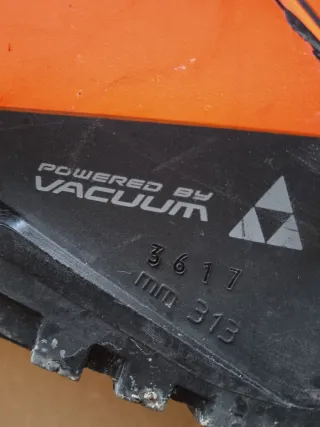 POWERED BY
VACUUM
3617
mm 313